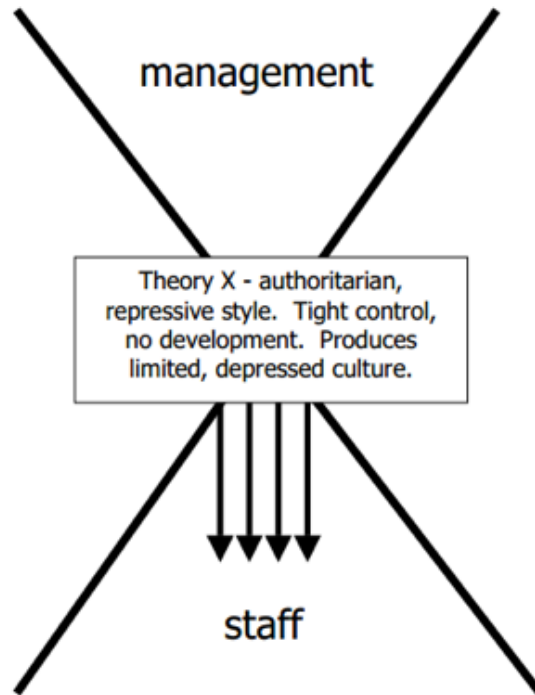 management
Theory X - authoritarian,
repressive style.  Tight control,
no development.  Produces
limited, depressed culture.
staff